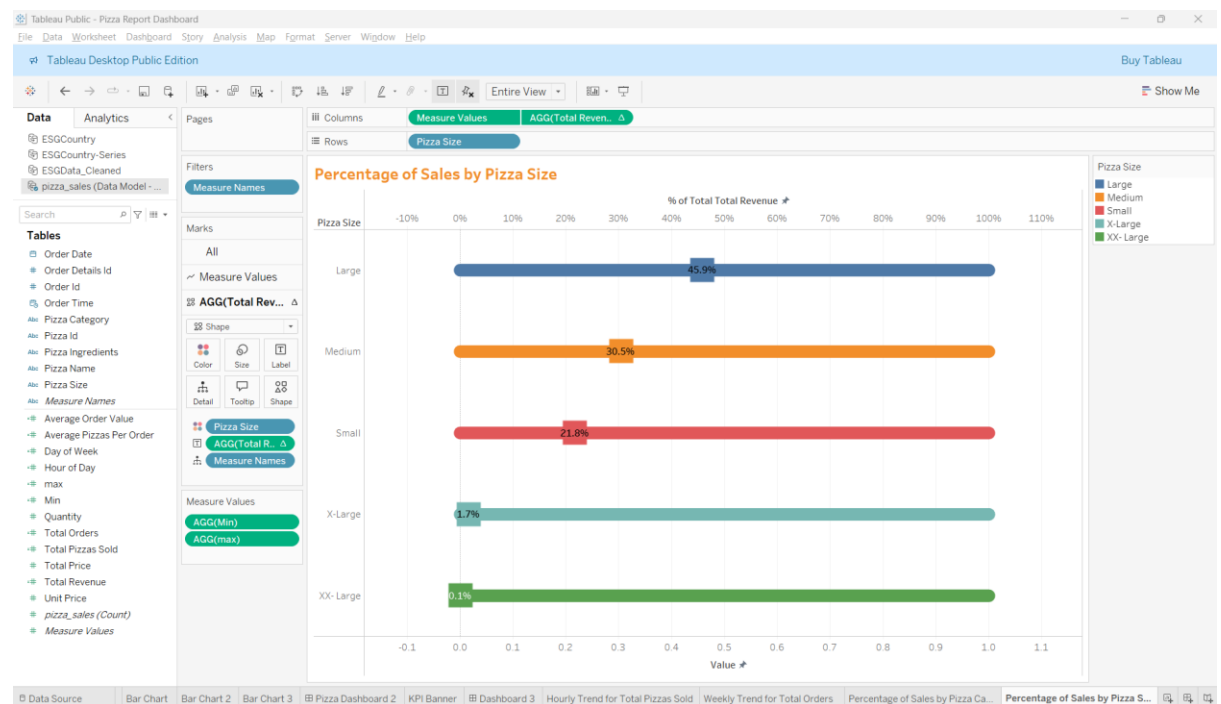 Tableau Public - Pizza Report Dashboard
File Data Worksheet Dashboard Story Analysis Map Format Server Window Help
Tableau Desktop Public Edition
Buy Tableau
Entire View
Show Me
Data Analytics
ESGCountry
ESGCountry-Series
ESGData_Cleaned
pizza_sales (Data Model - ...
Search
Tables
Order Date
Order Details Id
Order Id
Order Time
Abc Pizza Category
Abc Pizza Id
Abc Pizza Ingredients
Abc Pizza Name
Abc Pizza Size
Abc Measure Names
Average Order Value
Average Pizzas Per Order
Day of Week
Hour of Day
max
Min
Quantity
Total Orders
Total Pizzas Sold
Total Price
Total Revenue
Unit Price
pizza_sales (Count)
Measure Values
Pages
Filters
Measure Names
Marks
All
Measure Values
AGG(Total Rev...
Shape
Color Size Label
Detail Tooltip Shape
Pizza Size
AGG(Total R..
Measure Names
Measure Values
AGG(Min)
AGG(max)
Columns Measure Values AGG(Total Reven..
Rows Pizza Size
Percentage of Sales by Pizza Size
% of Total Total Revenue
Pizza Size -10% 0% 10% 20% 30% 40% 50% 60% 70% 80% 90% 100% 110%
Large 45.9%
Medium 30.5%
Small 21.8%
X-Large 1.7%
XX- Large 0.1%
-0.1 0.0 0.1 0.2 0.3 0.4 0.5 0.6 0.7 0.8 0.9 1.0 1.1
Value
Pizza Size
Large
Medium
Small
X-Large
XX- Large
Data Source Bar Chart Bar Chart 2 Bar Chart 3 Pizza Dashboard 2 KPI Banner Dashboard 3 Hourly Trend for Total Pizzas Sold Weekly Trend for Total Orders Percentage of Sales by Pizza Ca... Percentage of Sales by Pizza S...